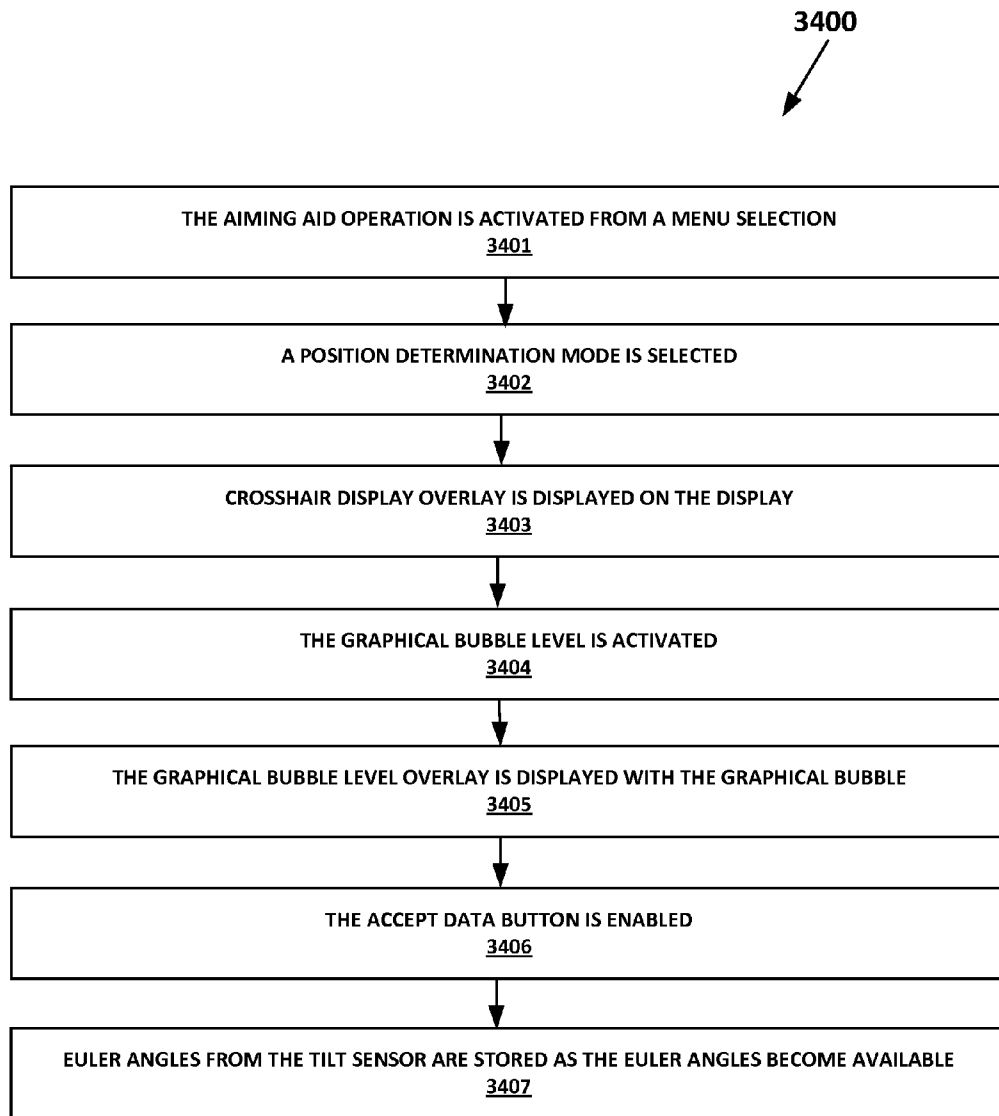 3400
THE AIMING AID OPERATION IS ACTIVATED FROM A MENU SELECTION
3401
A POSITION DETERMINATION MODE IS SELECTED
3402
CROSSHAIR DISPLAY OVERLAY IS DISPLAYED ON THE DISPLAY
3403
THE GRAPHICAL BUBBLE LEVEL IS ACTIVATED
3404
THE GRAPHICAL BUBBLE LEVEL OVERLAY IS DISPLAYED WITH THE GRAPHICAL BUBBLE
3405
THE ACCEPT DATA BUTTON IS ENABLED
3406
EULER ANGLES FROM THE TILT SENSOR ARE STORED AS THE EULER ANGLES BECOME AVAILABLE
3407